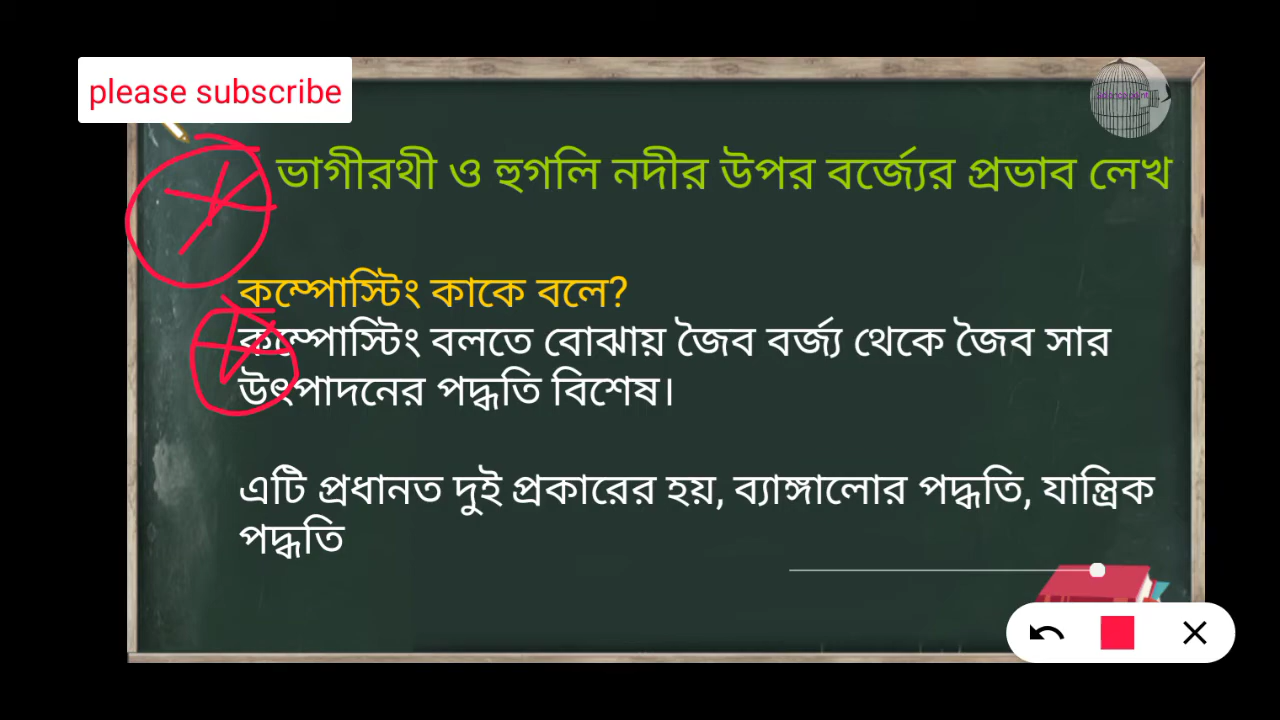 please subscribe
ভাগীরথী ও হুগলি নদীর উপর বর্জ্যের প্রভাব লেখ
কম্পোস্টিং কাকে বলে?
কম্পোস্টিং বলতে বোঝায় জৈব বর্জ্য থেকে জৈব সার
উৎপাদনের পদ্ধতি বিশেষ।
এটি প্রধানত দুই প্রকারের হয়, ব্যাঙ্গালোর পদ্ধতি, যান্ত্রিক
পদ্ধতি